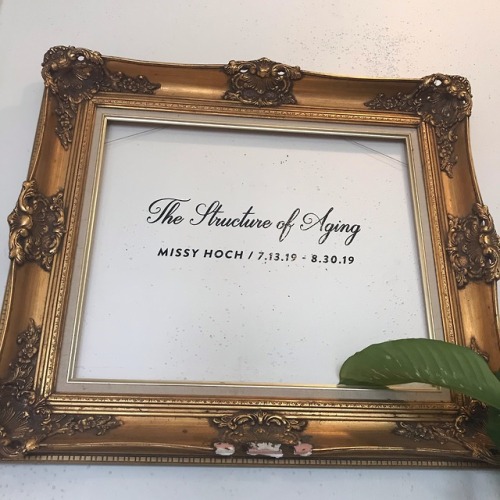 The Structure of Aging
MISSY HOCH / 7.13.19 - 8.30.19